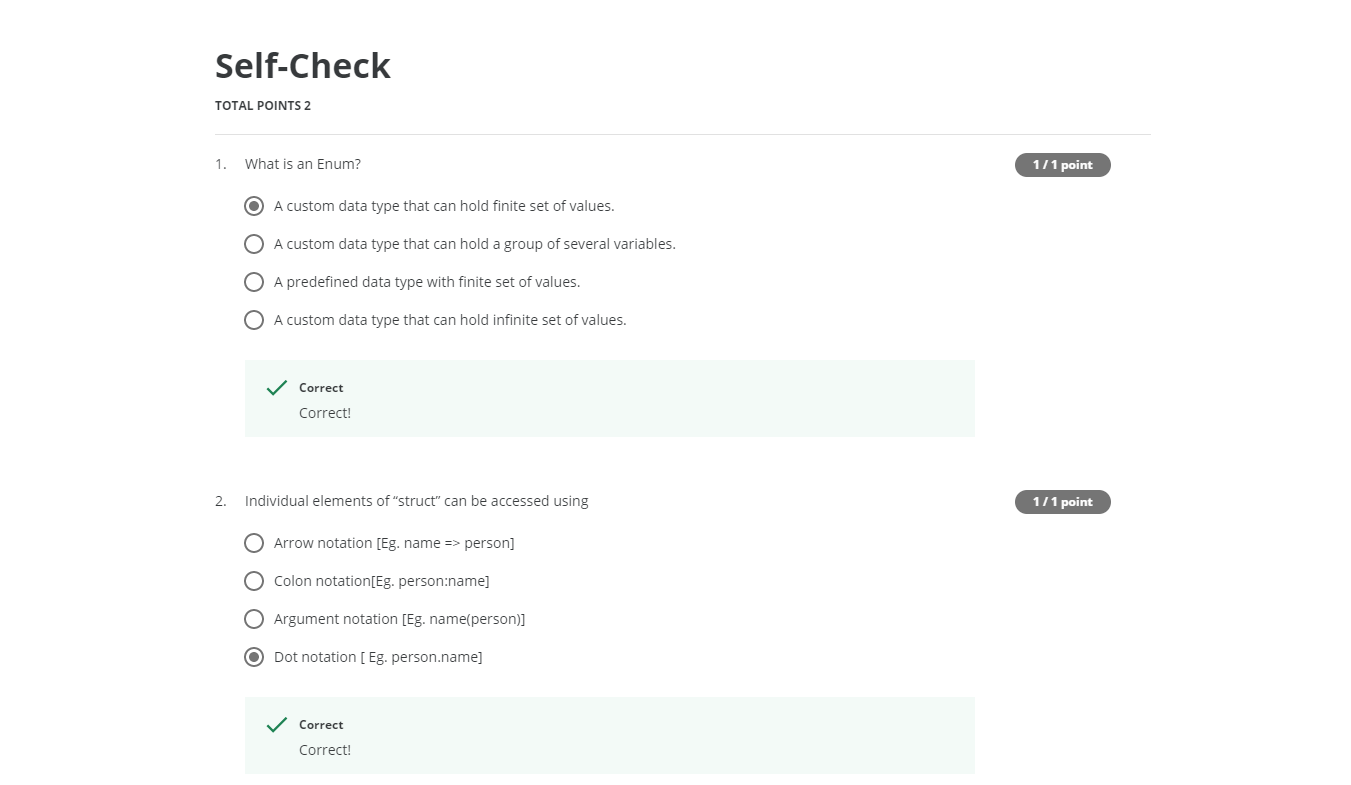 Self-Check
TOTAL POINTS 2
1. What is an Enum? 1 / 1 point
A custom data type that can hold finite set of values.
A custom data type that can hold a group of several variables.
A predefined data type with finite set of values.
A custom data type that can hold infinite set of values.
Correct
Correct!
2. Individual elements of “struct” can be accessed using 1 / 1 point
Arrow notation [Eg. name => person]
Colon notation[Eg. person:name]
Argument notation [Eg. name(person)]
Dot notation [ Eg. person.name]
Correct
Correct!